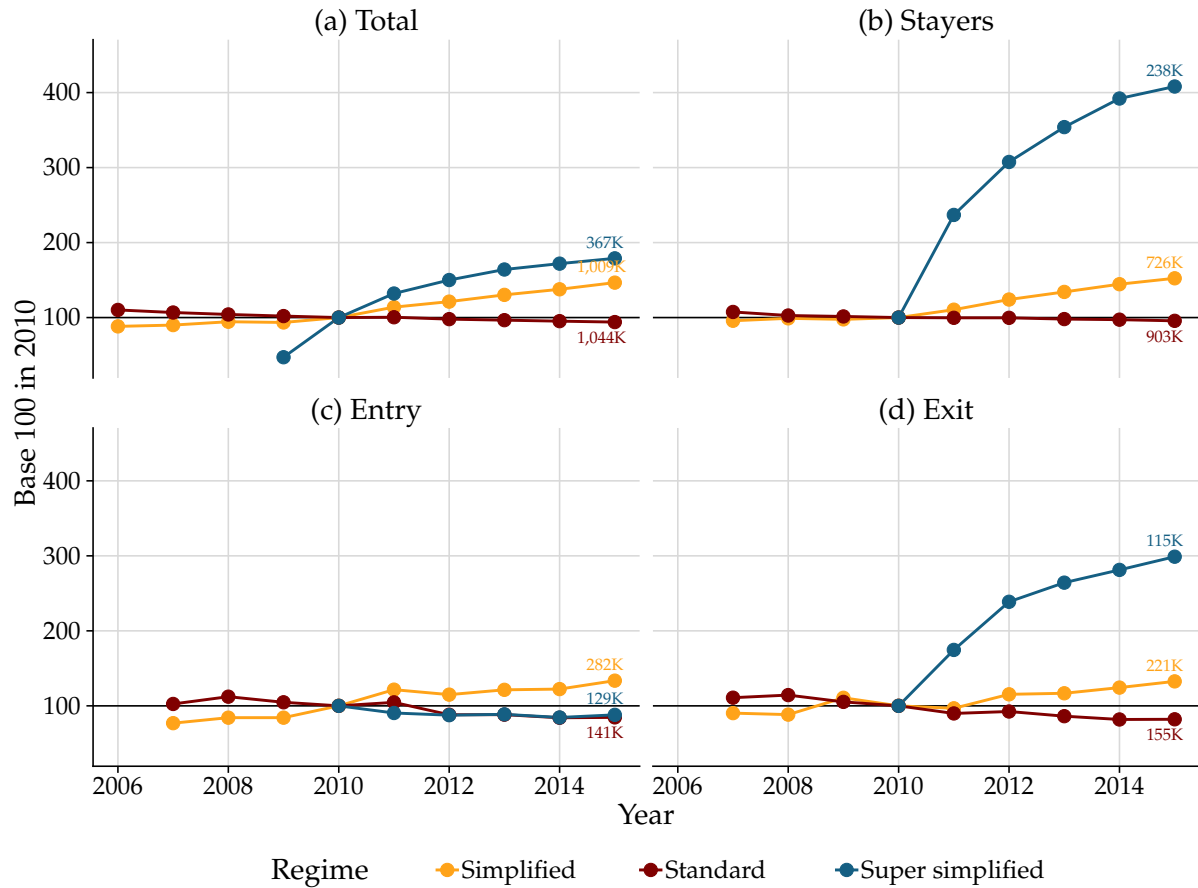 (a) Total
(b) Stayers
400
300
200
100
238K
367K
1,009K
1,044K
726K
903K
(c) Entry
(d) Exit
400
300
200
100
282K
129K
141K
115K
221K
155K
Base 100 in 2010
2006 2008 2010 2012 2014
2006 2008 2010 2012 2014
Year
Regime Simplified Standard Super simplified